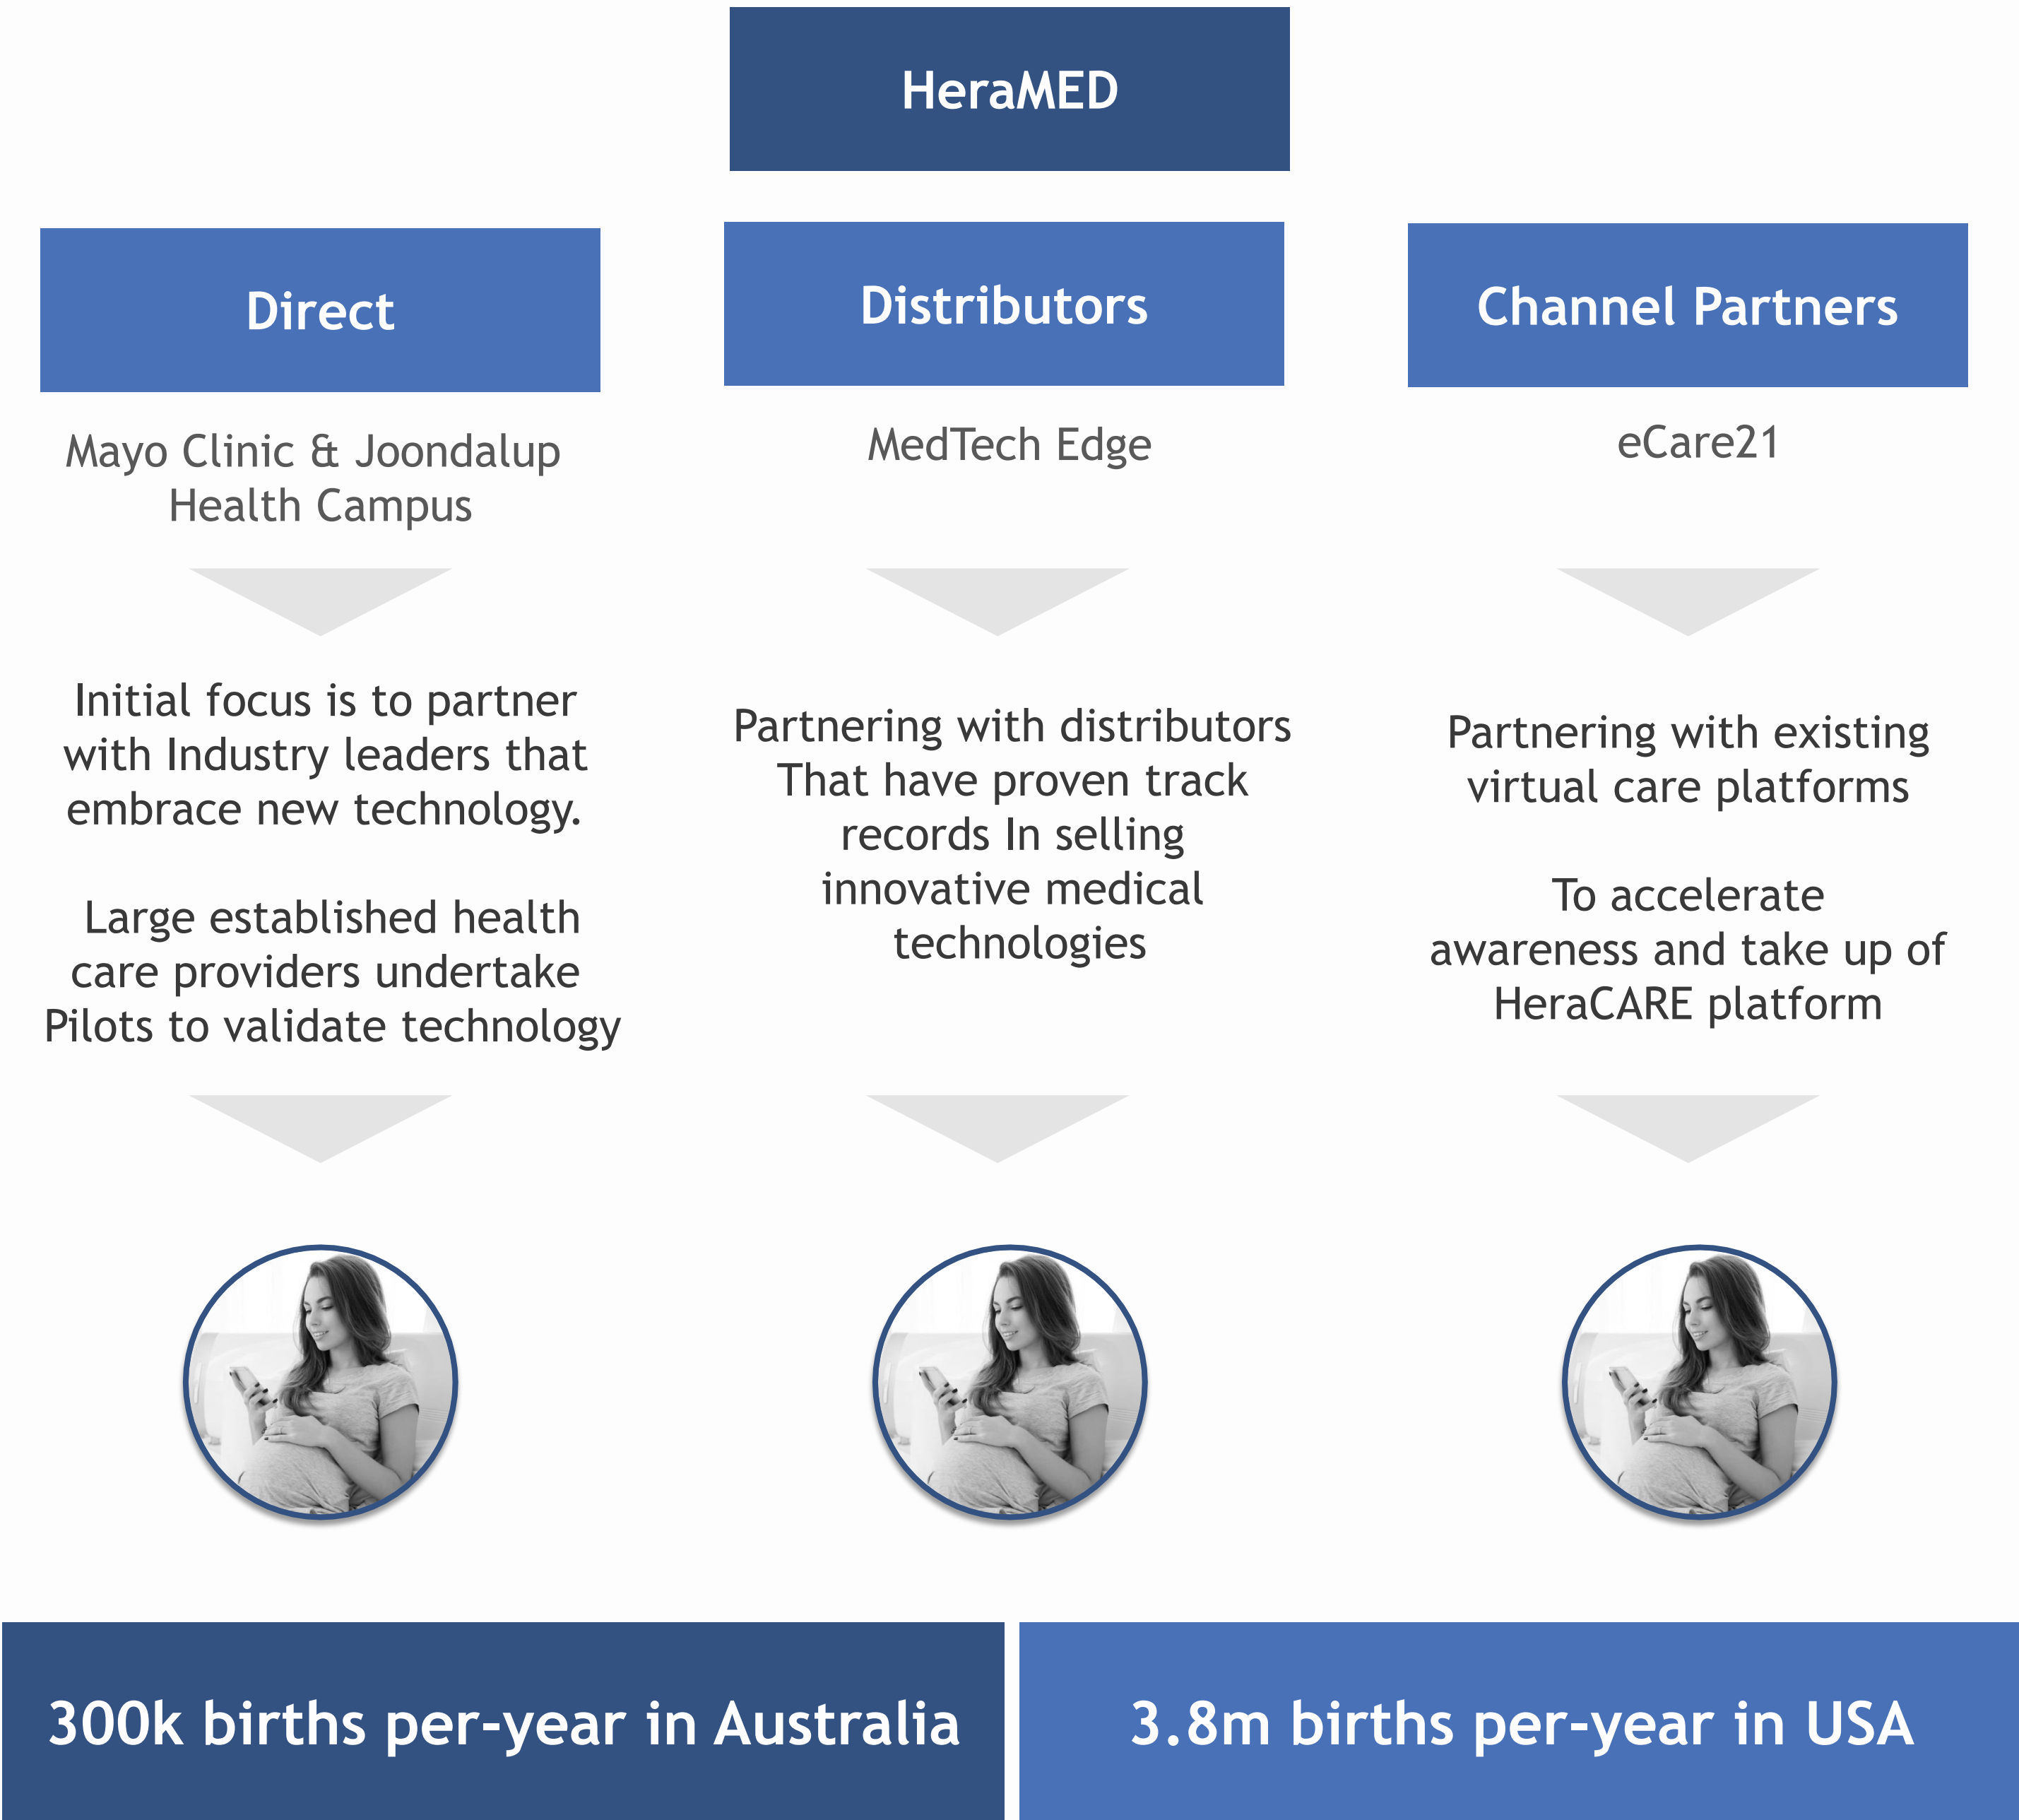 HeraMED
Direct
Mayo Clinic & Joondalup
Health Campus
Initial focus is to partner
with Industry leaders that
embrace new technology.
Large established health
care providers undertake
Pilots to validate technology
Distributors
MedTech Edge
Partnering with distributors
That have proven track
records In selling
innovative medical
technologies
Channel Partners
eCare21
Partnering with existing
virtual care platforms
To accelerate
awareness and take up of
HeraCARE platform
300k births per-year in Australia
3.8m births per-year in USA